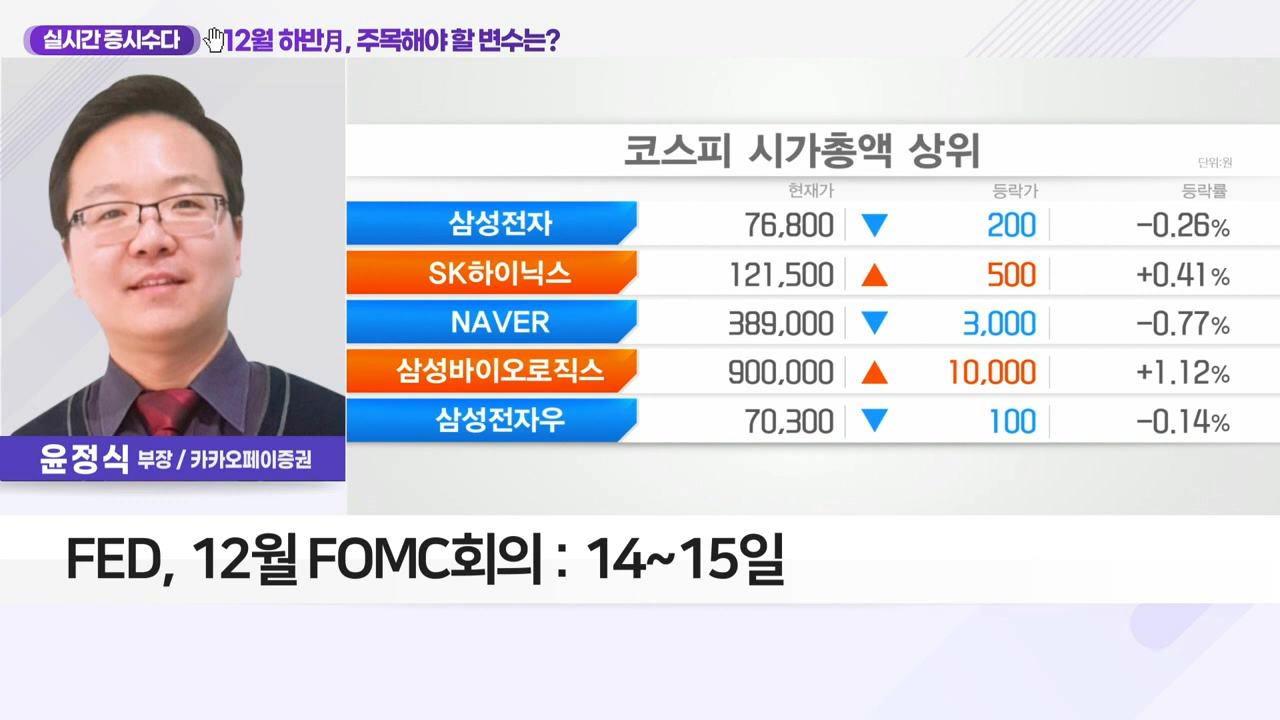 실시간 증시수다 12월 하반月, 주목해야 할 변수는?
코스피 시가총액 상위
단위:원
현재가 등락가 등락률
삼성전자 76,800 ▼ 200 -0.26%
SK하이닉스 121,500 ▲ 500 +0.41%
NAVER 389,000 ▼ 3,000 -0.77%
삼성바이오로직스 900,000 ▲ 10,000 +1.12%
삼성전자우 70,300 ▼ 100 -0.14%
윤정식 부장 / 카카오페이증권
FED, 12월 FOMC회의 : 14~15일